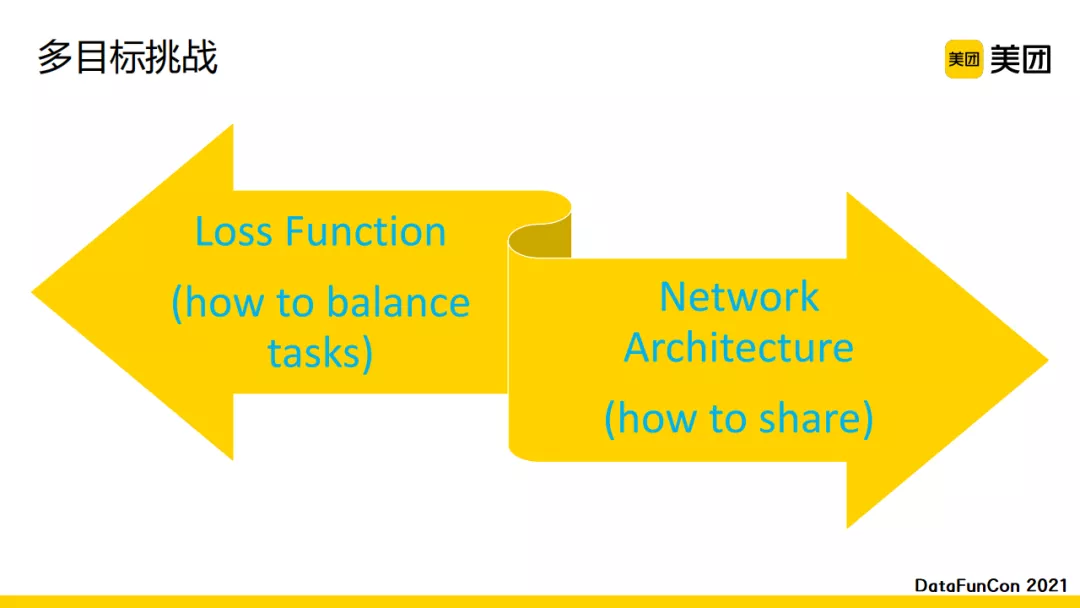 多目标挑战
美团 美团
Loss Function
(how to balance
tasks)
Network
Architecture
(how to share)
DataFunCon 2021